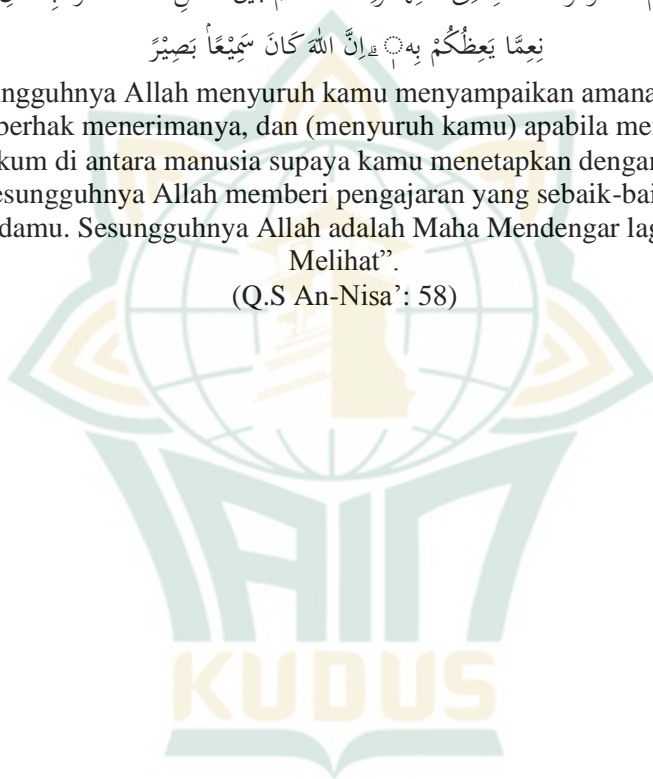 نِعِمَّا يَعِظُكُمْ بِهٖ ۗ اِنَّ اللّٰهَ كَانَ سَمِيْعًاۢ بَصِيْرً
ngguhnya Allah menyuruh kamu menyampaikan amana
berhak menerimanya, dan (menyuruh kamu) apabila me
kum di antara manusia supaya kamu menetapkan dengan
esungguhnya Allah memberi pengajaran yang sebaik-bai
damu. Sesungguhnya Allah adalah Maha Mendengar lag
Melihat”.
(Q.S An-Nisa’: 58)
IAIN
KUDUS